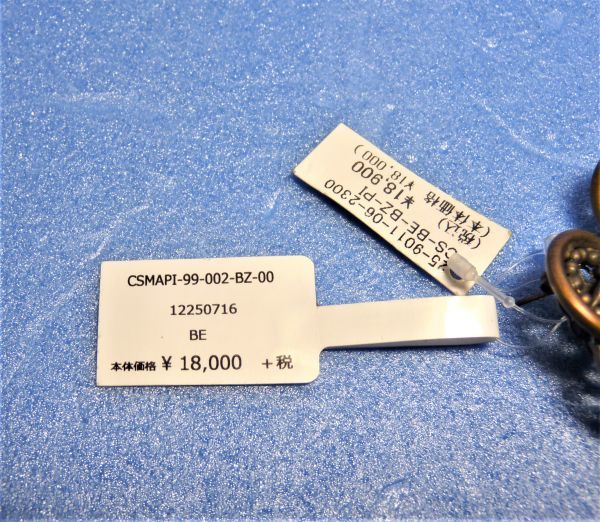 CSMAPI-99-002-BZ-00
12250716
BE
本体価格 ¥ 18,000 +税
25-9011-06-2300
CS-BE-BZ-PI
(税込) ¥18,900
(本体価格 ¥18,000)